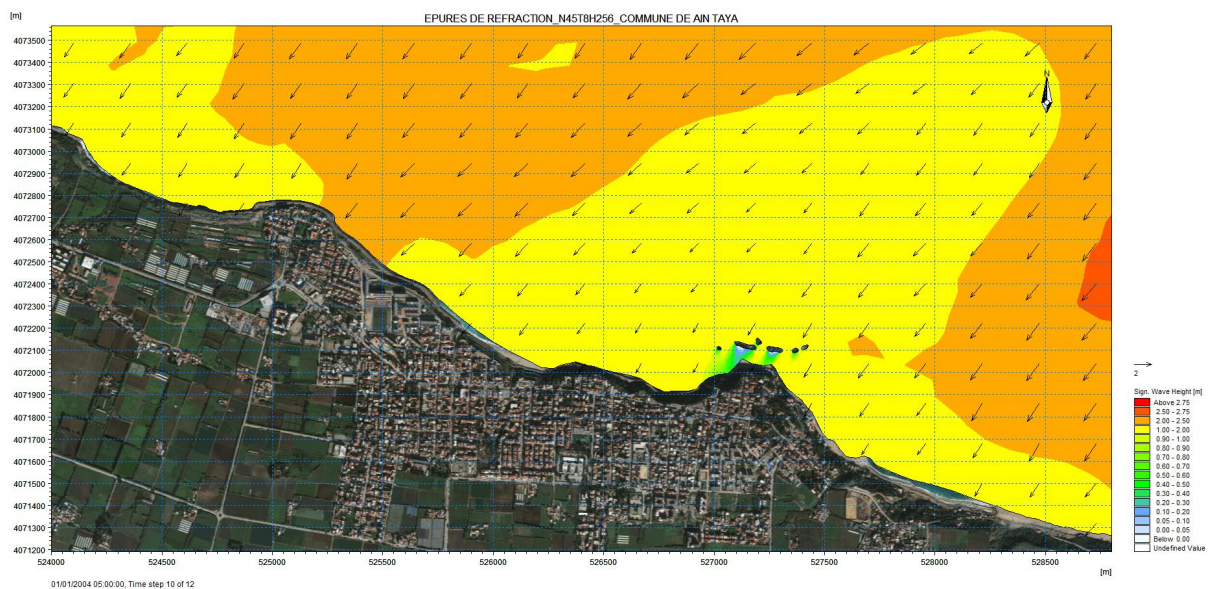 EPURES DE REFRACTION_N45T8H256_COMMUNE DE AIN TAYA
[m]
4073500
4073400
4073300
4073200
4073100
4073000
4072900
4072800
4072700
4072600
4072500
4072400
4072300
4072200
4072100
4072000
4071900
4071800
4071700
4071600
4071500
4071400
4071300
4071200
N
524000 524500 525000 525500 526000 526500 527000 527500 528000 528500
[m]
2
Sign. Wave Height [m]
Above 2.75
2.50 - 2.75
2.00 - 2.50
1.00 - 2.00
0.90 - 1.00
0.80 - 0.90
0.70 - 0.80
0.60 - 0.70
0.50 - 0.60
0.40 - 0.50
0.30 - 0.40
0.20 - 0.30
0.10 - 0.20
0.05 - 0.10
0.00 - 0.05
Below 0.00
Undefined Value
01/01/2004 05:00:00, Time step 10 of 12